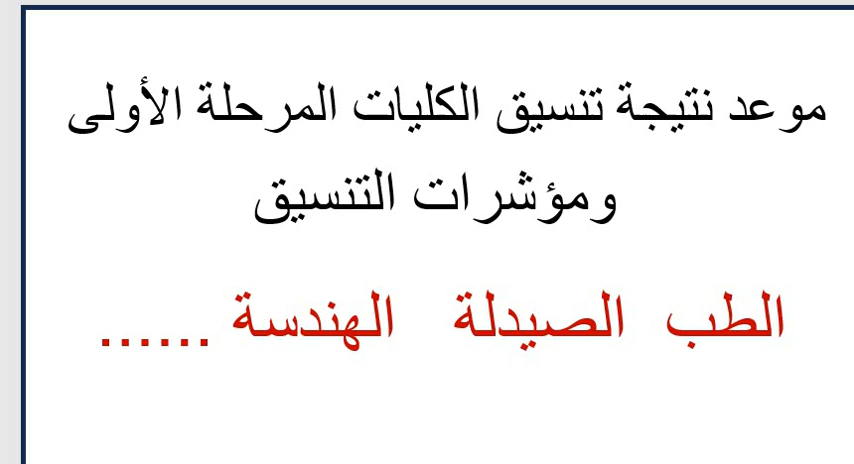 موعد نتيجة تنسيق الكليات المرحلة الأولى
ومؤشرات التنسيق
الطب الصيدلة الهندسة ......